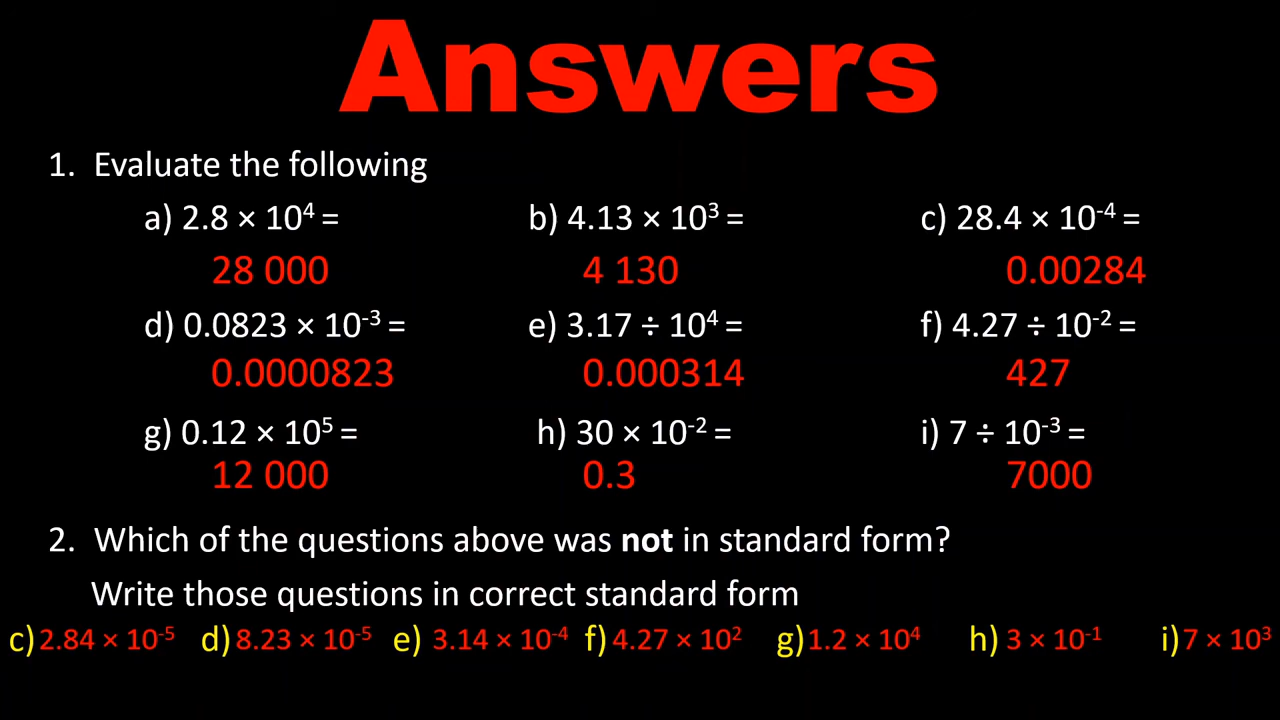 Answers
1. Evaluate the following
a) 2.8 × 10⁴ = b) 4.13 × 10³ = c) 28.4 × 10⁻⁴ =
28 000 4 130 0.00284
d) 0.0823 × 10⁻³ = e) 3.17 ÷ 10⁴ = f) 4.27 ÷ 10⁻² =
0.0000823 0.000314 427
g) 0.12 × 10⁵ = h) 30 × 10⁻² = i) 7 ÷ 10⁻³ =
12 000 0.3 7000
2. Which of the questions above was not in standard form?
Write those questions in correct standard form
c) 2.84 × 10⁻⁵ d) 8.23 × 10⁻⁵ e) 3.14 × 10⁻⁴ f) 4.27 × 10² g) 1.2 × 10⁴ h) 3 × 10⁻¹ i) 7 × 10³